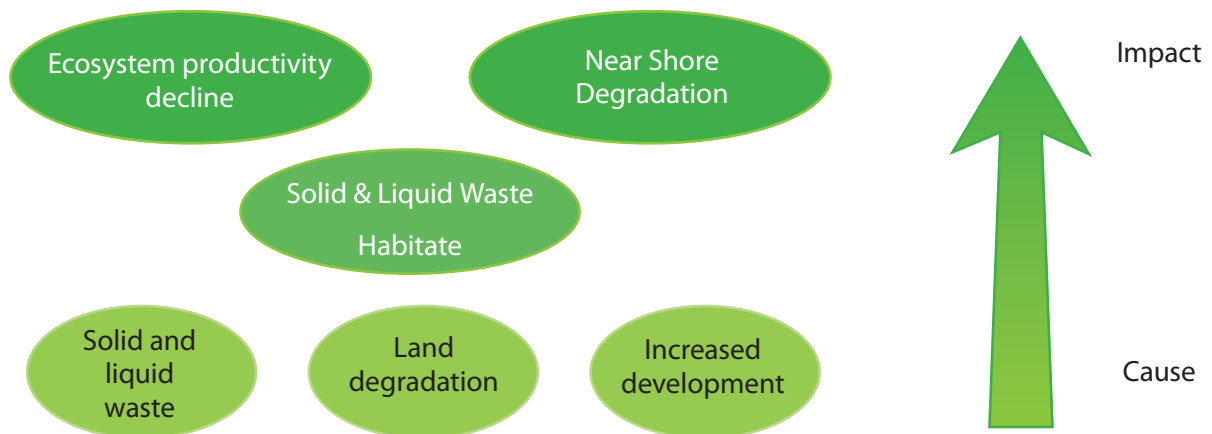 Ecosystem productivity
decline
Near Shore
Degradation
Impact
Solid & Liquid Waste
Habitate
Solid and
liquid
waste
Land
degradation
Increased
development
Cause